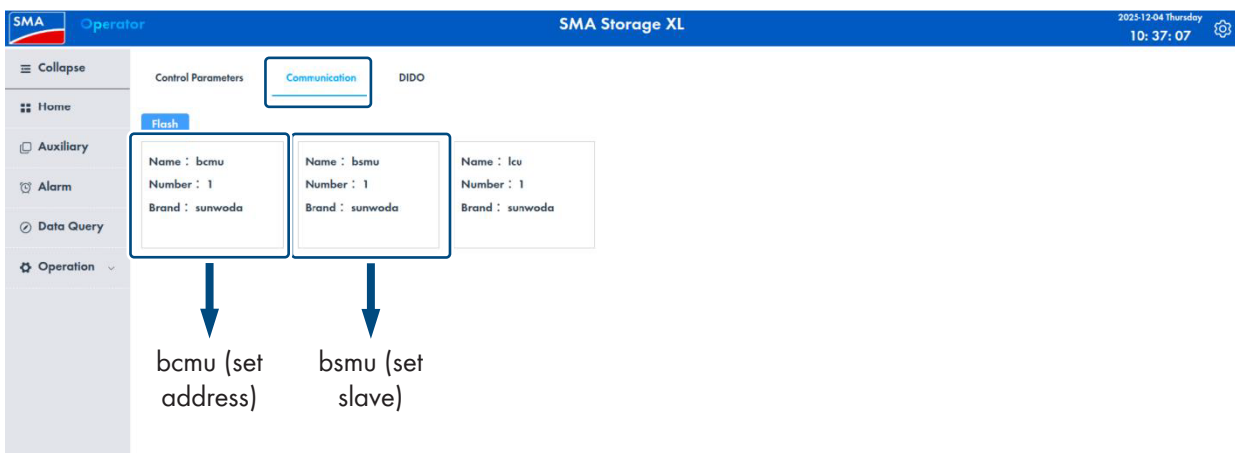 SMA
Operator
SMA Storage XL
2025-12-04 Thursday
10: 37: 07
Collapse
Home
Auxiliary
Alarm
Data Query
Operation
Control Parameters
Communication
DIDO
Flash
Name： bcmu
Number： 1
Brand： sunwoda
Name： bsmu
Number： 1
Brand： sunwoda
Name： lcu
Number： 1
Brand： sunwoda
bcmu (set
address)
bsmu (set
slave)